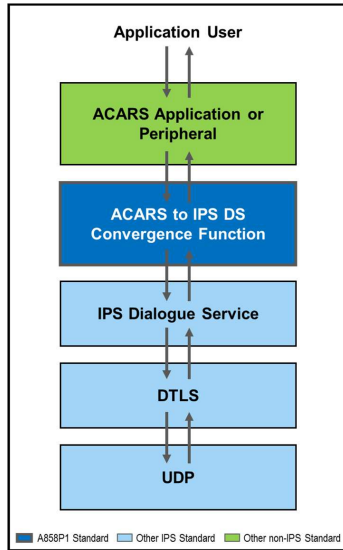 Application User
ACARS Application or
Peripheral
ACARS to IPS DS
Convergence Function
IPS Dialogue Service
DTLS
UDP
A858P1 Standard Other IPS Standard Other non-IPS Standard